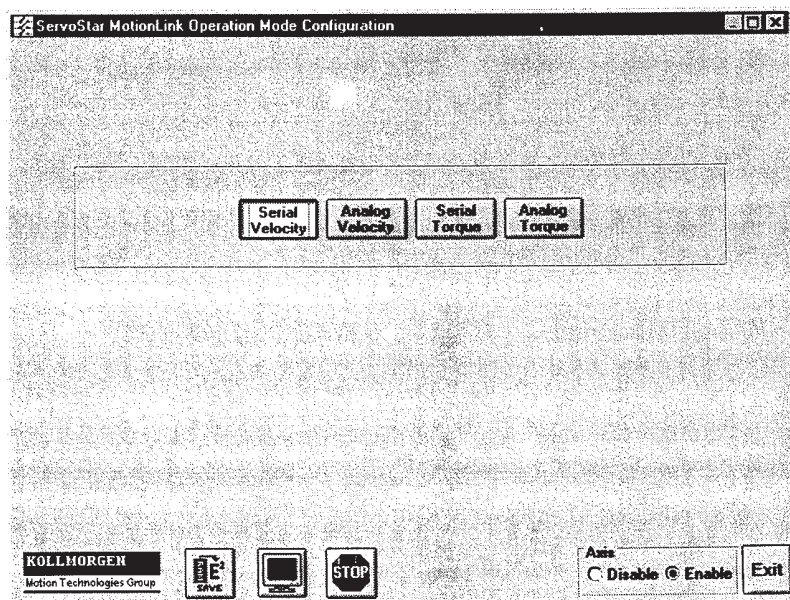 ServoStar MotionLink Operation Mode Configuration
Serial Velocity
Analog Velocity
Serial Torque
Analog Torque
KOLLMORGEN
Motion Technologies Group
E²
SAVE
STOP
Axis
Disable
Enable
Exit